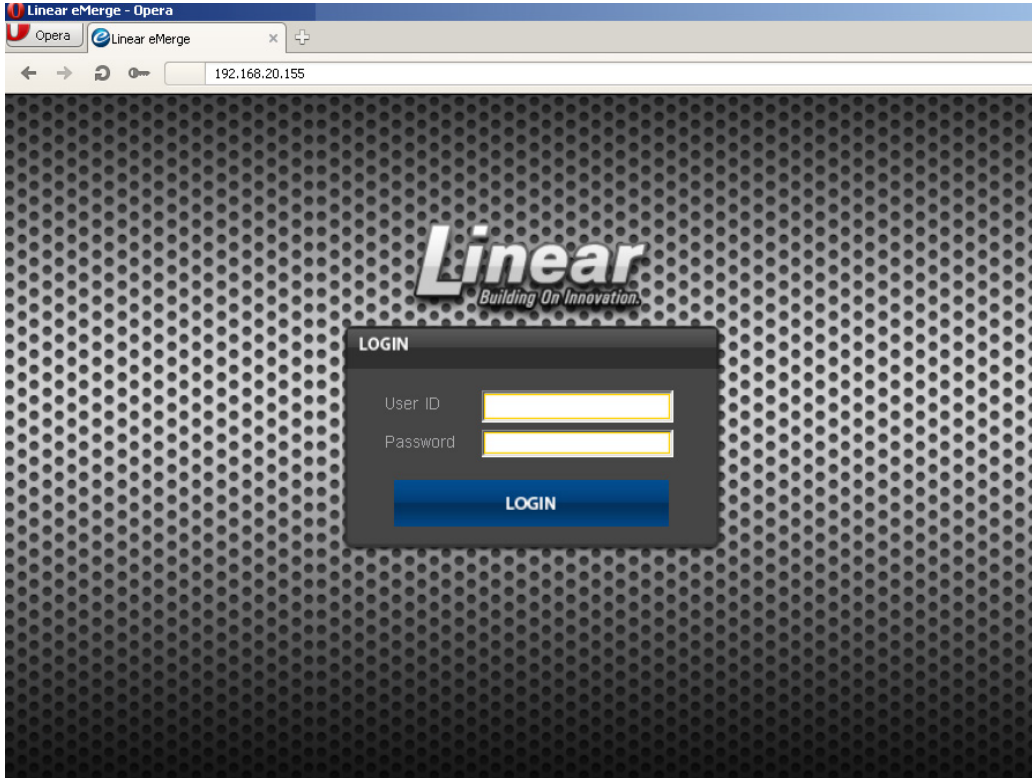 Linear eMerge - Opera
Opera
Linear eMerge
192.168.20.155
Linear
Building On Innovation.
LOGIN
User ID
Password
LOGIN